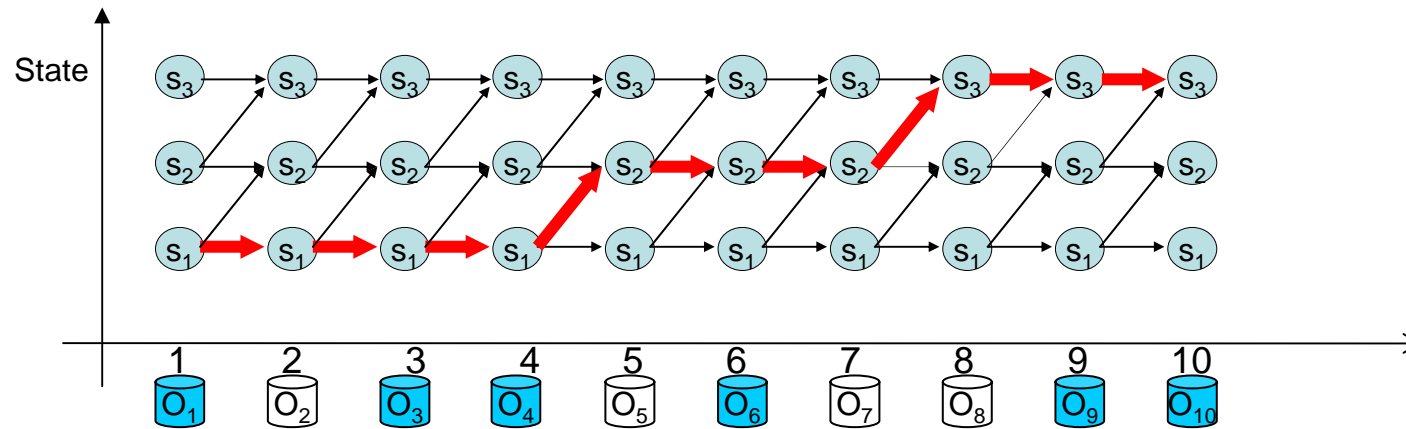 State
s₃ s₃ s₃ s₃ s₃ s₃ s₃ s₃ s₃ s₃
s₂ s₂ s₂ s₂ s₂ s₂ s₂ s₂ s₂ s₂
s₁ s₁ s₁ s₁ s₁ s₁ s₁ s₁ s₁ s₁
1 2 3 4 5 6 7 8 9 10
O₁ O₂ O₃ O₄ O₅ O₆ O₇ O₈ O₉ O₁₀